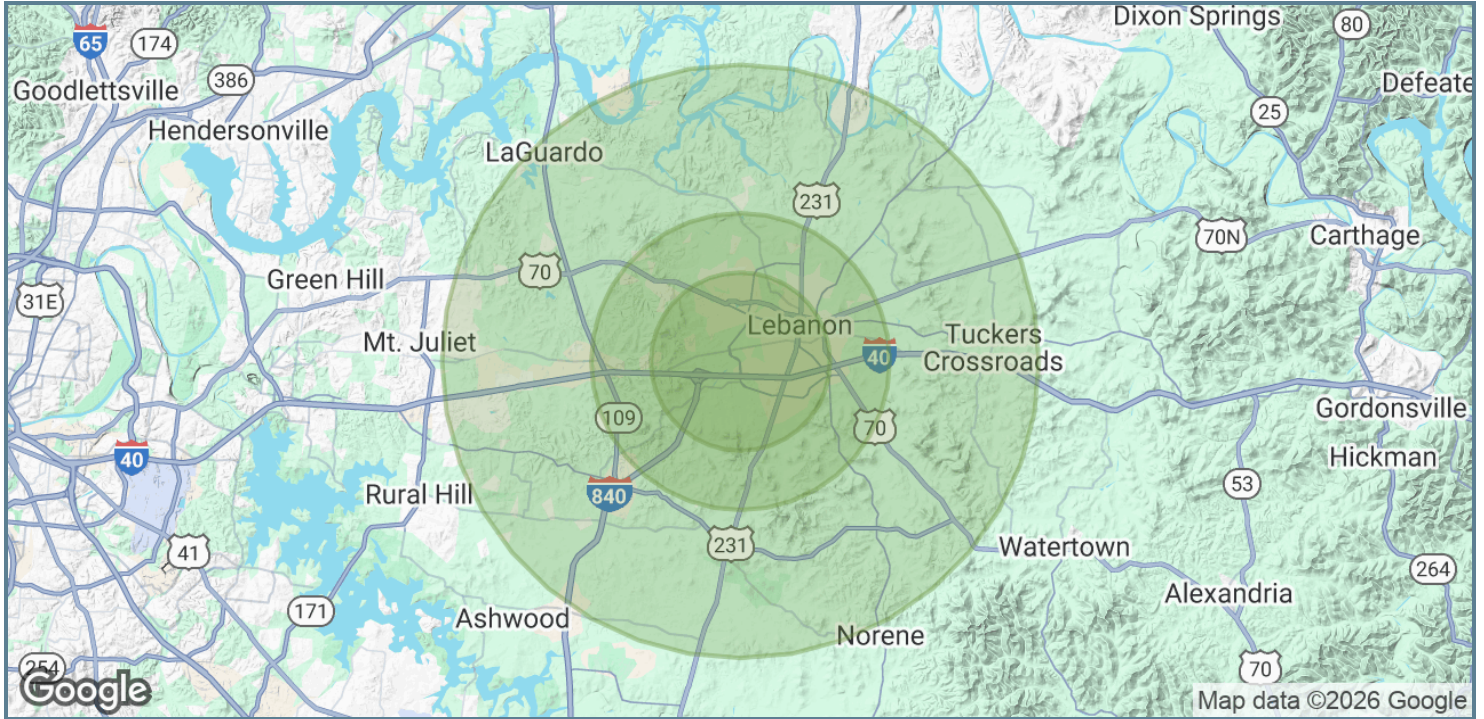 Dixon Springs
65
174
80
386
Goodlettsville
Defeate
25
Hendersonville
LaGuardo
231
70N
Carthage
70
Green Hill
31E
Lebanon
Mt. Juliet
40
Tuckers
Crossroads
109
70
Gordonsville
40
Hickman
Rural Hill
840
53
231
41
Watertown
264
171
Alexandria
Ashwood
Norene
254
70
Google
Map data ©2026 Google